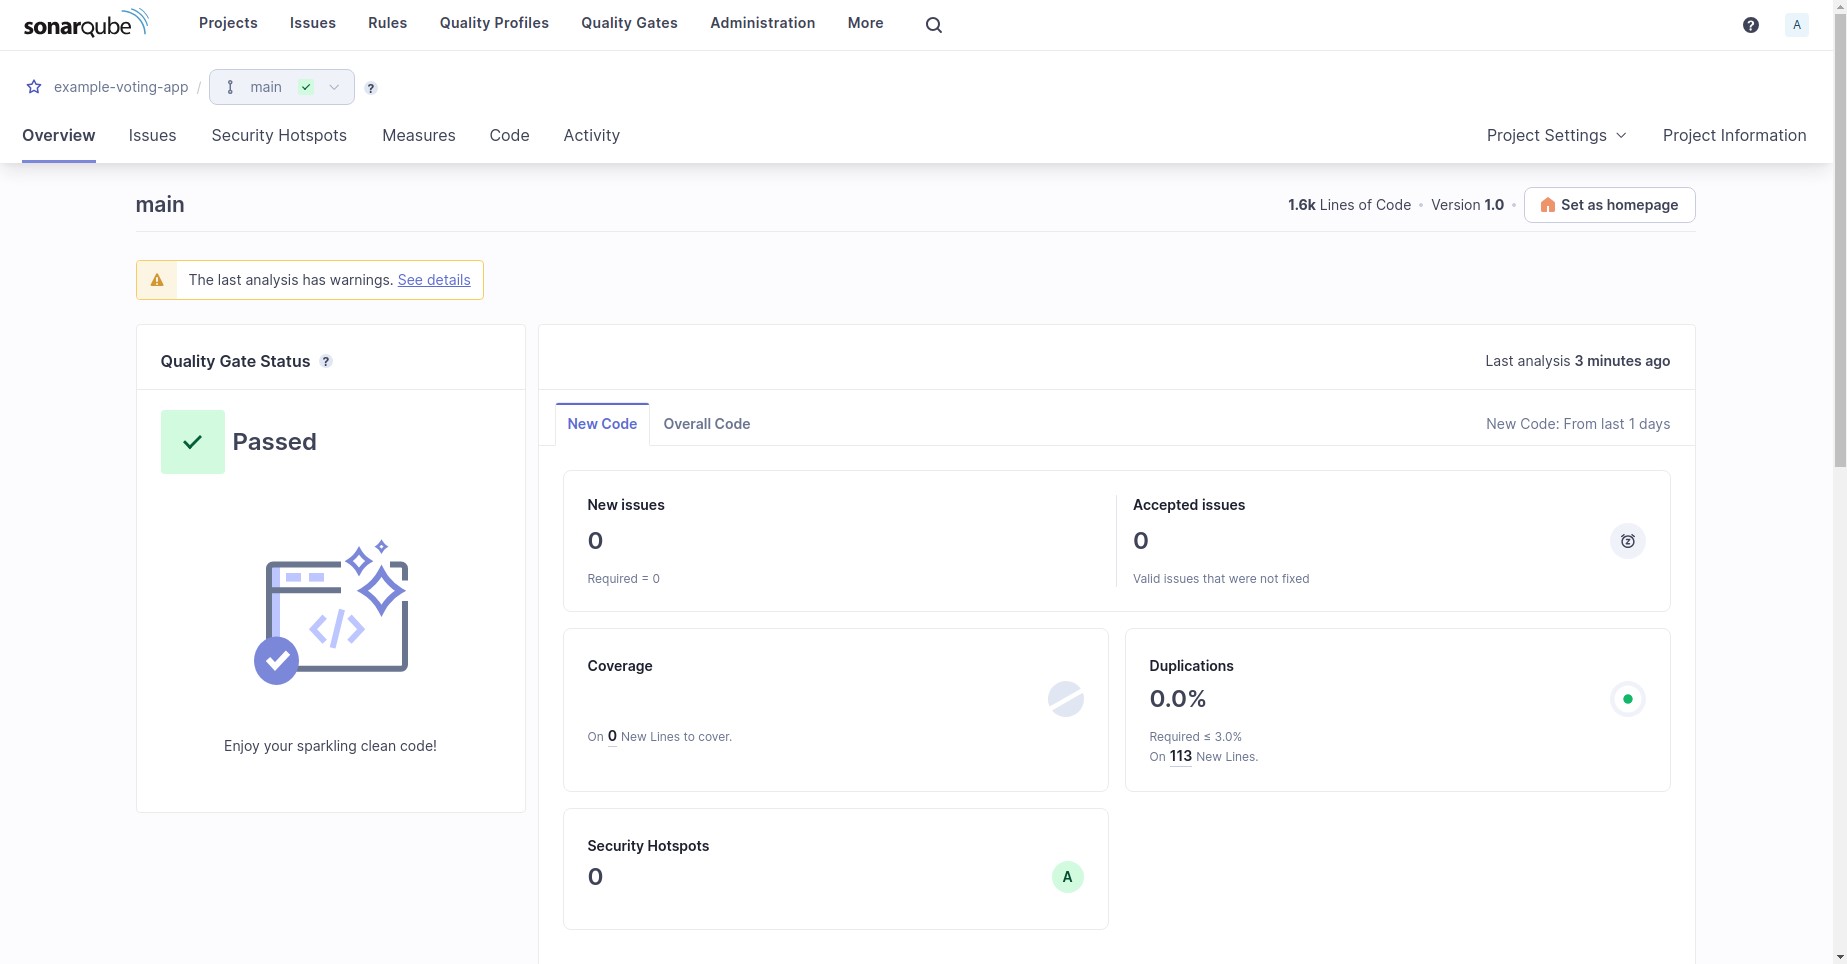 sonarqube Projects Issues Rules Quality Profiles Quality Gates Administration More ? A
example-voting-app / main ?
Overview Issues Security Hotspots Measures Code Activity Project Settings Project Information
main 1.6k Lines of Code • Version 1.0 • Set as homepage
The last analysis has warnings. See details
Quality Gate Status ?
Last analysis 3 minutes ago
Passed
New Code Overall Code New Code: From last 1 days
New issues Accepted issues
0 0
Required = 0 Valid issues that were not fixed
Coverage Duplications
0.0%
On 0 New Lines to cover. Required ≤ 3.0%
On 113 New Lines.
Enjoy your sparkling clean code!
Security Hotspots
0 A